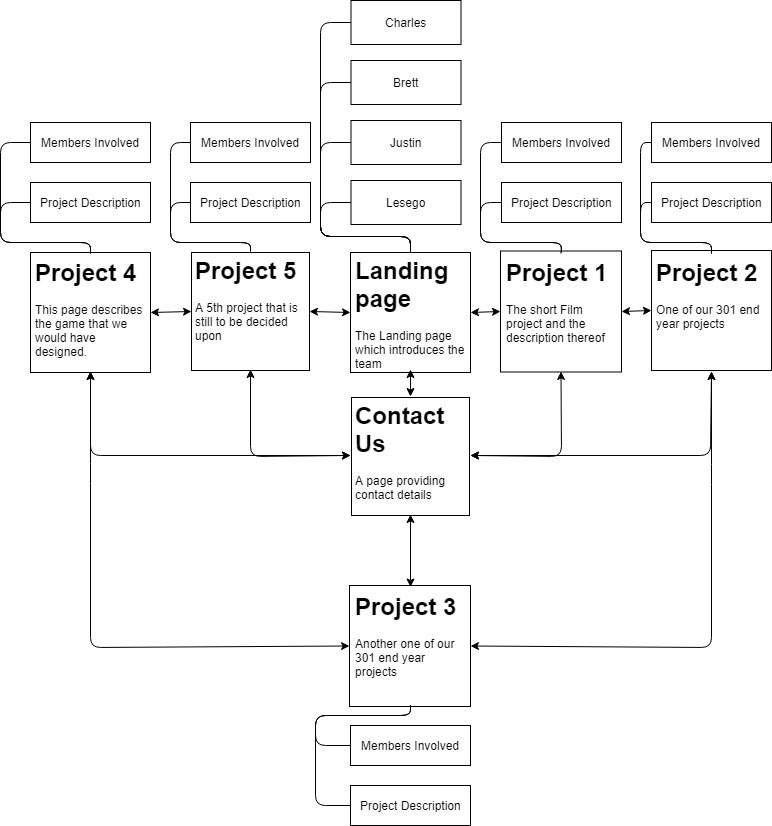 Charles
Brett
Justin
Lesego
Members Involved
Project Description
Members Involved
Project Description
Members Involved
Project Description
Members Involved
Project Description
Project 4
This page describes
the game that we
would have
designed.
Project 5
A 5th project that is
still to be decided
upon
Landing
page
The Landing page
which introduces the
team
Project 1
The short Film
project and the
description thereof
Project 2
One of our 301 end
year projects
Contact
Us
A page providing
contact details
Project 3
Another one of our
301 end year
projects
Members Involved
Project Description